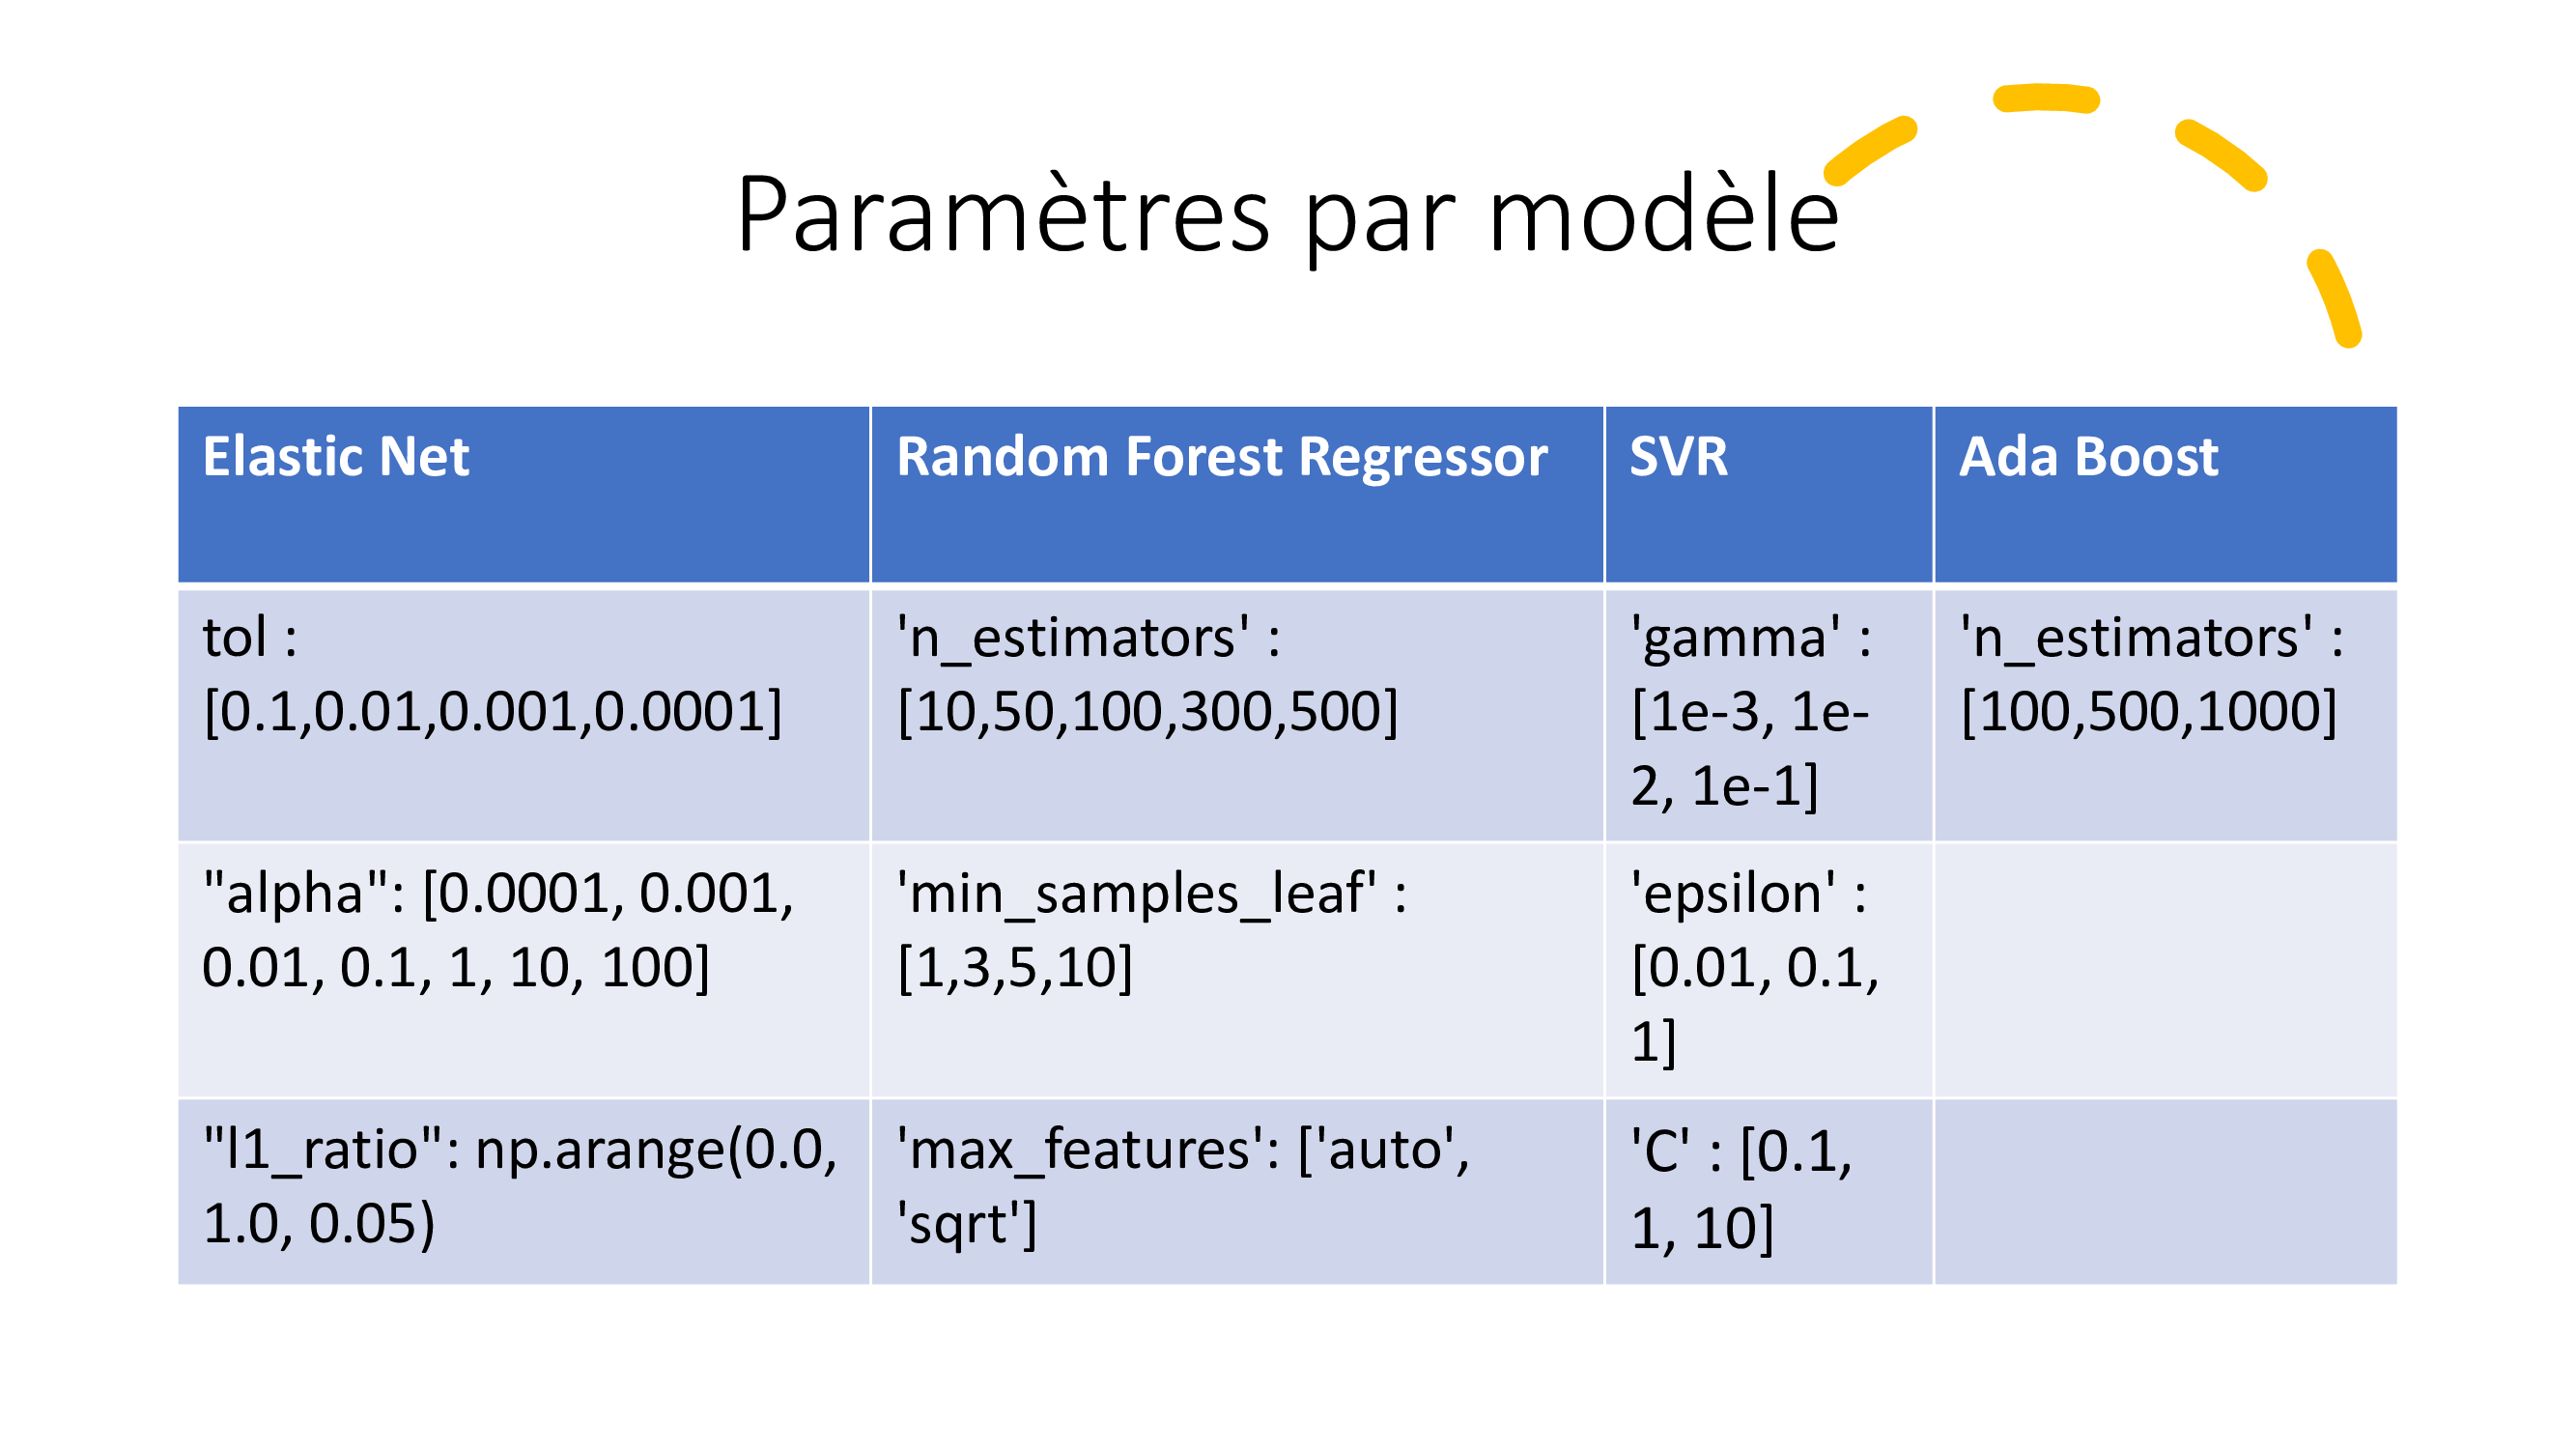 Paramètres par modèle
Elastic Net
Random Forest Regressor
SVR
Ada Boost
tol :
[0.1,0.01,0.001,0.0001]
'n_estimators' :
[10,50,100,300,500]
'gamma' :
[1e-3, 1e-
2, 1e-1]
'n_estimators' :
[100,500,1000]
"alpha": [0.0001, 0.001,
0.01, 0.1, 1, 10, 100]
'min_samples_leaf' :
[1,3,5,10]
'epsilon' :
[0.01, 0.1,
1]
"l1_ratio": np.arange(0.0,
1.0, 0.05)
'max_features': ['auto',
'sqrt']
'C' : [0.1,
1, 10]